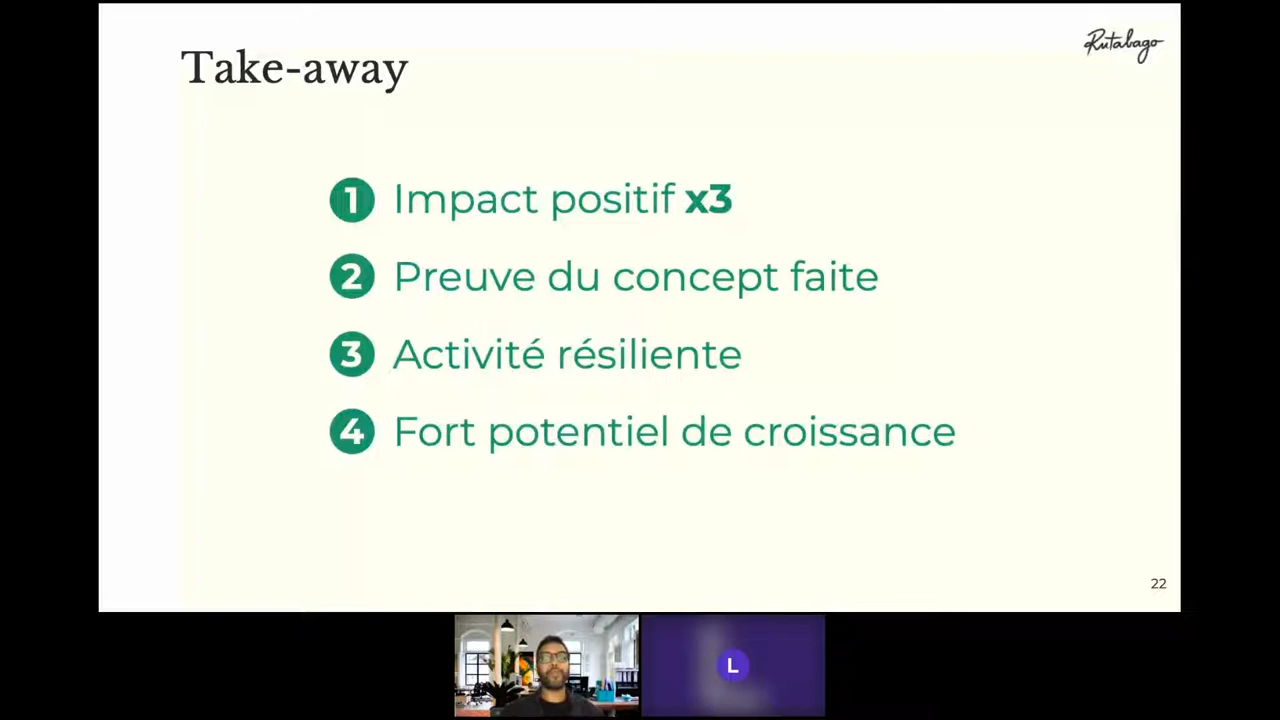 Take-away
Rutabago
1 Impact positif x3
2 Preuve du concept faite
3 Activité résiliente
4 Fort potentiel de croissance
22
L